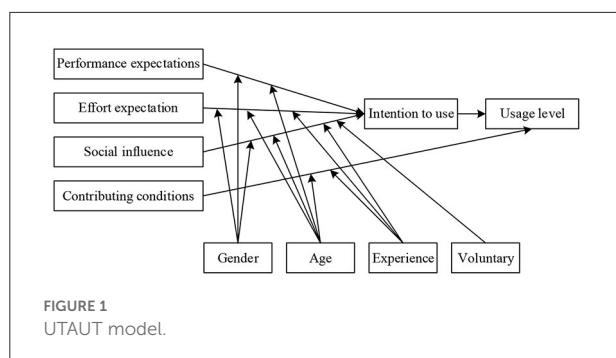 Performance expectations
Effort expectation
Intention to use
Usage level
Social influence
Contributing conditions
Gender
Age
Experience
Voluntary
FIGURE 1
UTAUT model.